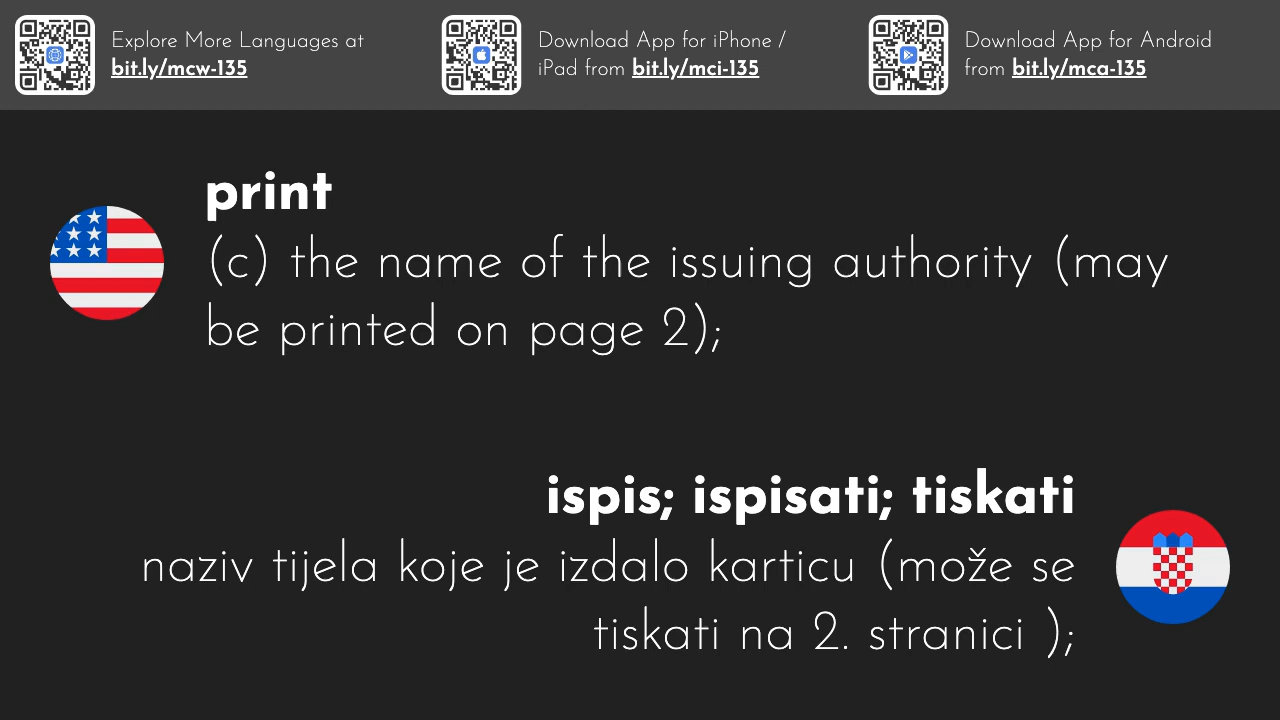 Explore More Languages at
bit.ly/mcw-135
Download App for iPhone /
iPad from bit.ly/mci-135
Download App for Android
from bit.ly/mca-135
print
(c) the name of the issuing authority (may
be printed on page 2);
ispis; ispisati; tiskati
naziv tijela koje je izdalo karticu (može se
tiskati na 2. stranici );